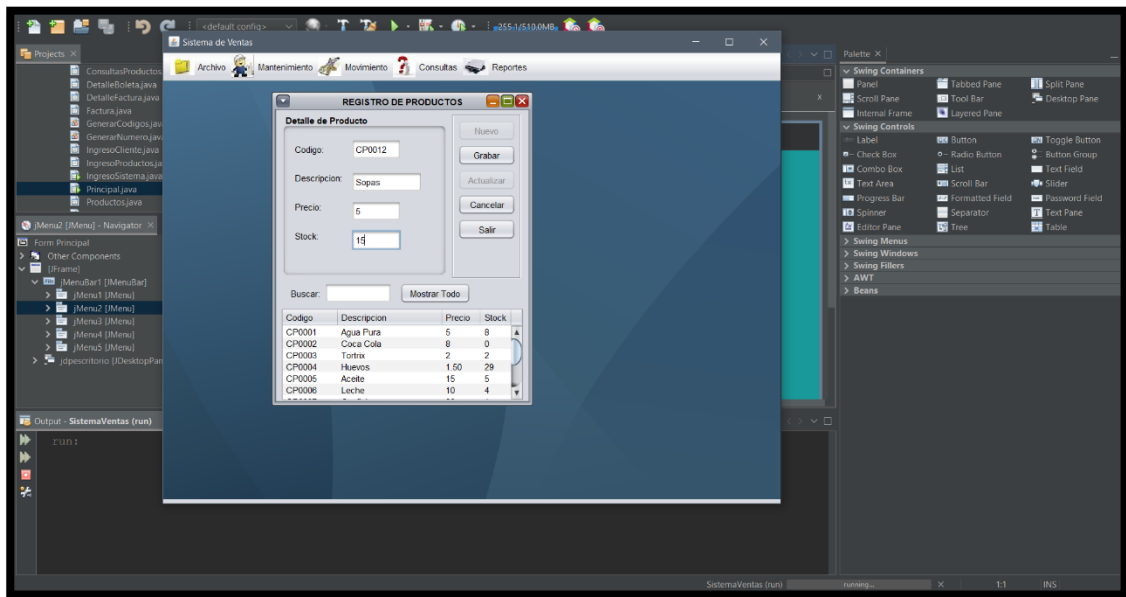 <default config>
255.1/510.0MB
Projects
ConsultasProductos
DetalleBoleta.java
DetalleFactura.java
Factura.java
GenerarCodigos.jav
GenerarNumero.jav
IngresoCliente.java
IngresoProductos.ja
IngresoSistema.java
Principal.java
Productos.java
jMenu2 [JMenu] - Navigator
Form Principal
Other Components
[JFrame]
jMenuBar1 [JMenuBar]
jMenu1 [JMenu]
jMenu2 [JMenu]
jMenu3 [JMenu]
jMenu4 [JMenu]
jMenu5 [JMenu]
jdpescritorio [JDesktopPan
Output - SistemaVentas (run)
run:
Sistema de Ventas
Archivo Mantenimiento Movimiento Consultas Reportes
REGISTRO DE PRODUCTOS
Detalle de Producto
Codigo: CP0012
Descripcion: Sopas
Precio: 5
Stock: 15
Nuevo
Grabar
Actualizar
Cancelar
Salir
Buscar: Mostrar Todo
Codigo Descripcion Precio Stock
CP0001 Agua Pura 5 8
CP0002 Coca Cola 8 0
CP0003 Tortrix 2 2
CP0004 Huevos 1.50 29
CP0005 Aceite 15 5
CP0006 Leche 10 4
Palette
Swing Containers
Panel Tabbed Pane Split Pane
Scroll Pane Tool Bar Desktop Pane
Internal Frame Layered Pane
Swing Controls
Label Button Toggle Button
Check Box Radio Button Button Group
Combo Box List Text Field
Text Area Scroll Bar Slider
Progress Bar Formatted Field Password Field
Spinner Separator Text Pane
Editor Pane Tree Table
Swing Menus
Swing Windows
Swing Fillers
AWT
Beans
SistemaVentas (run) running... 1:1 INS